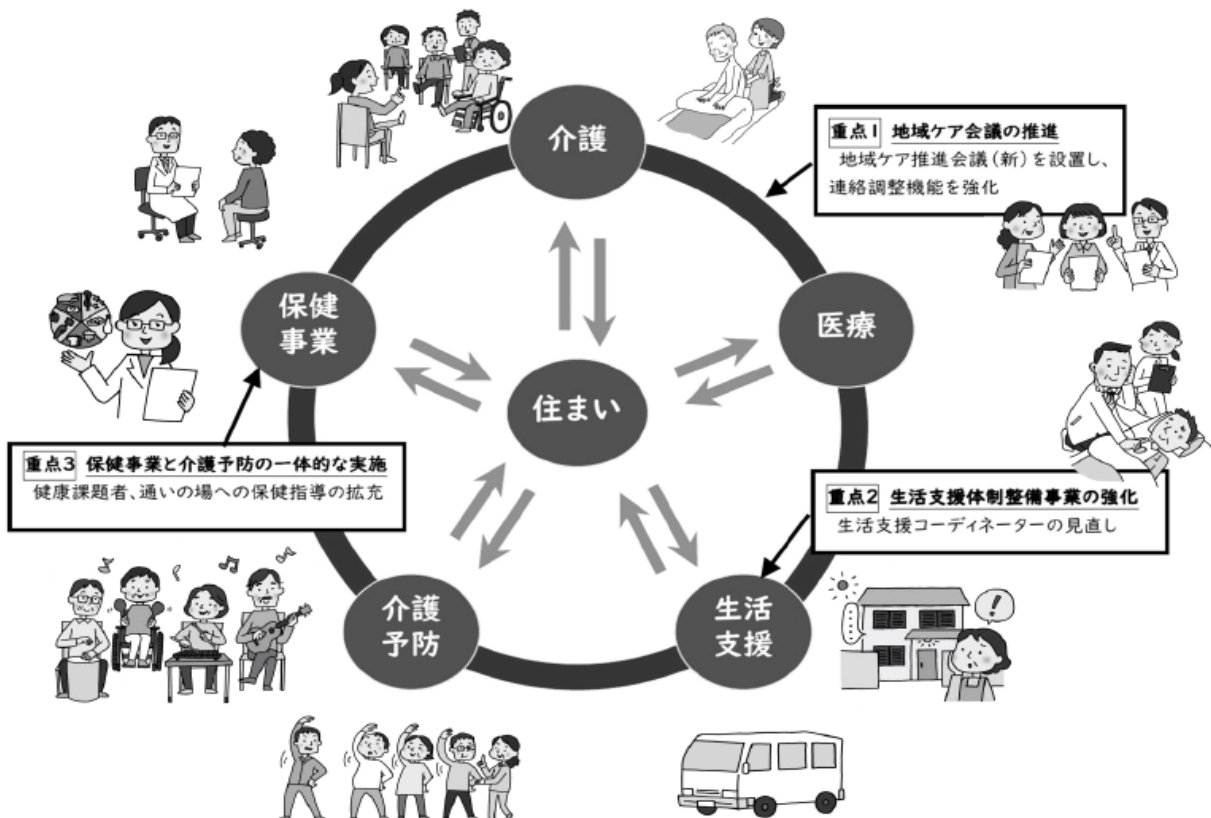 介護
重点1 地域ケア会議の推進
地域ケア推進会議(新)を設置し、
連絡調整機能を強化
保健
事業
医療
住まい
重点3 保健事業と介護予防の一体的な実施
健康課題者、通いの場への保健指導の拡充
重点2 生活支援体制整備事業の強化
生活支援コーディネーターの見直し
介護
予防
生活
支援
!